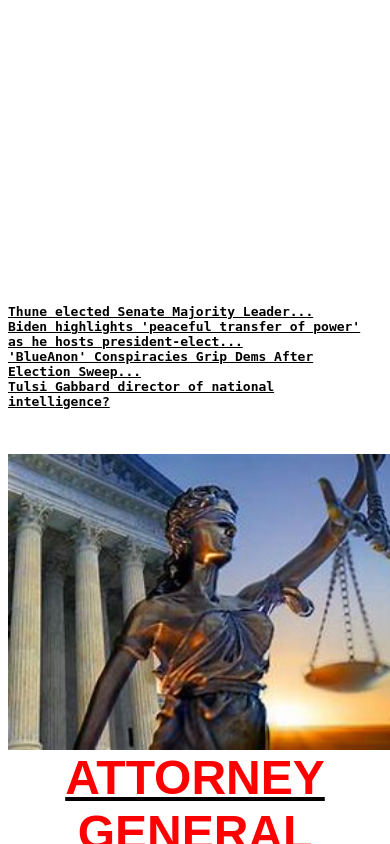 Thune elected Senate Majority Leader...
Biden highlights 'peaceful transfer of power'
as he hosts president-elect...
'BlueAnon' Conspiracies Grip Dems After
Election Sweep...
Tulsi Gabbard director of national
intelligence?
ATTORNEY
GENERAL